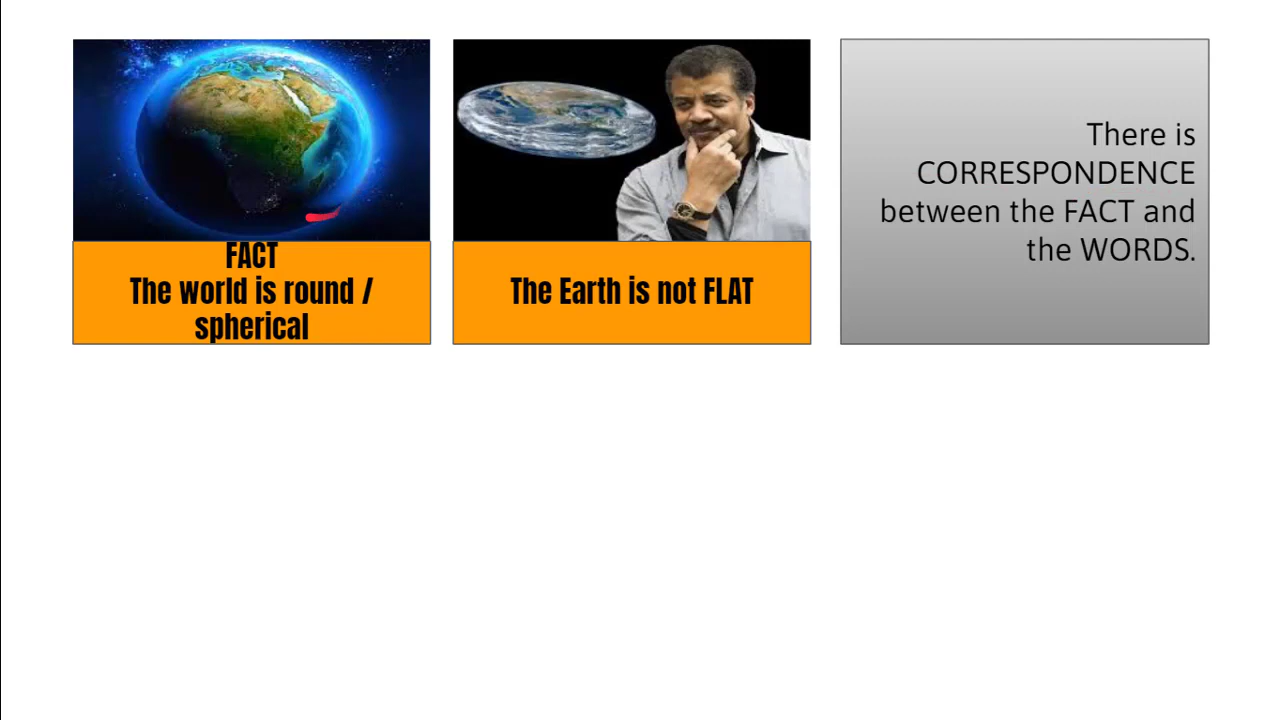 FACT
The world is round /
spherical
The Earth is not FLAT
There is
CORRESPONDENCE
between the FACT and
the WORDS.